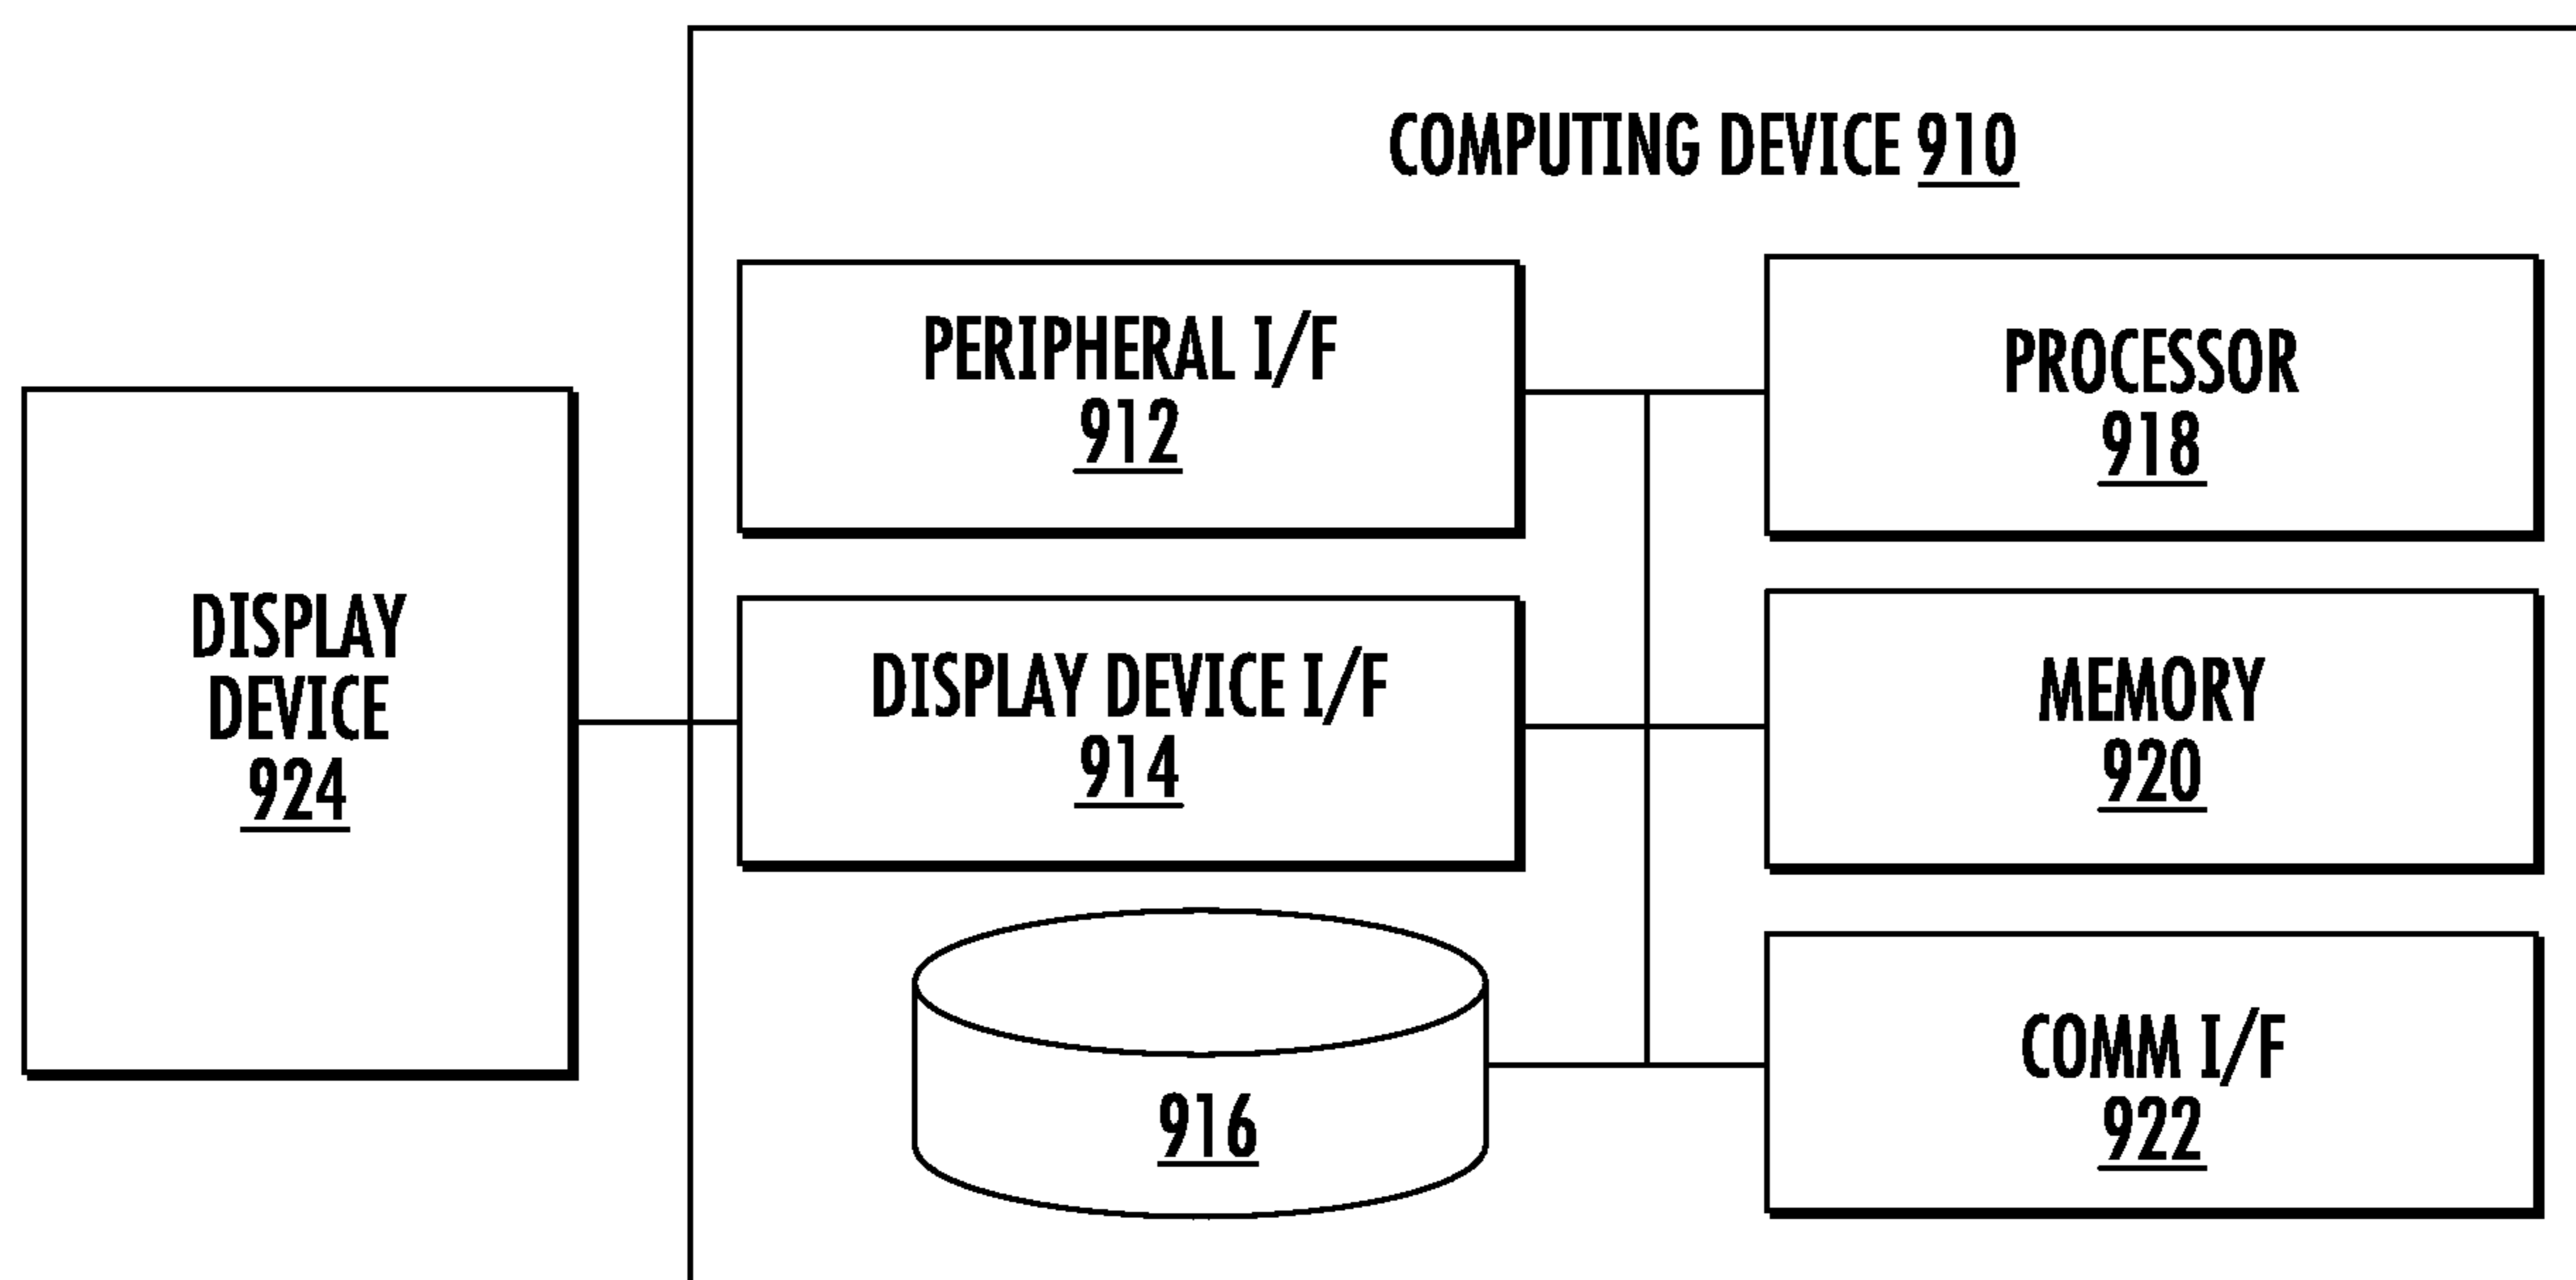 COMPUTING DEVICE 910
PERIPHERAL I/F
912
PROCESSOR
918
DISPLAY
DEVICE
924
DISPLAY DEVICE I/F
914
MEMORY
920
916
COMM I/F
922